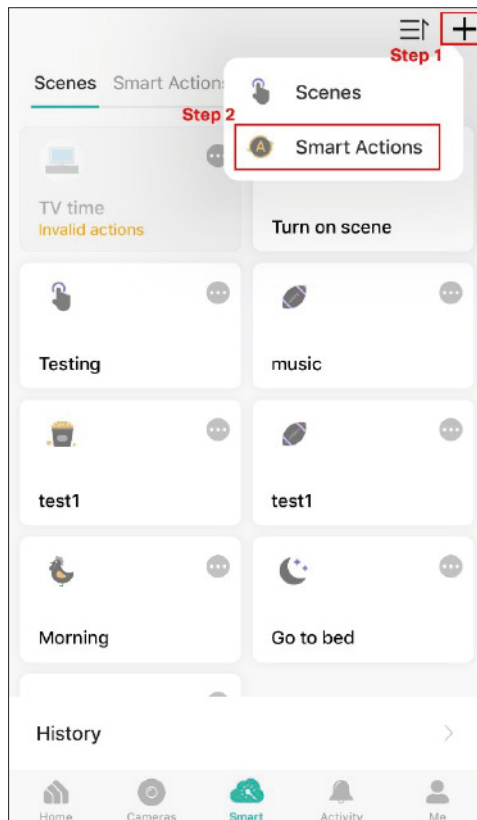 Step 1
Scenes Smart Action
Scenes
Step 2
A Smart Actions
TV time
Invalid actions
Turn on scene
Testing
music
test1
test1
Morning
Go to bed
History
Home Cameras Smart Activity Me